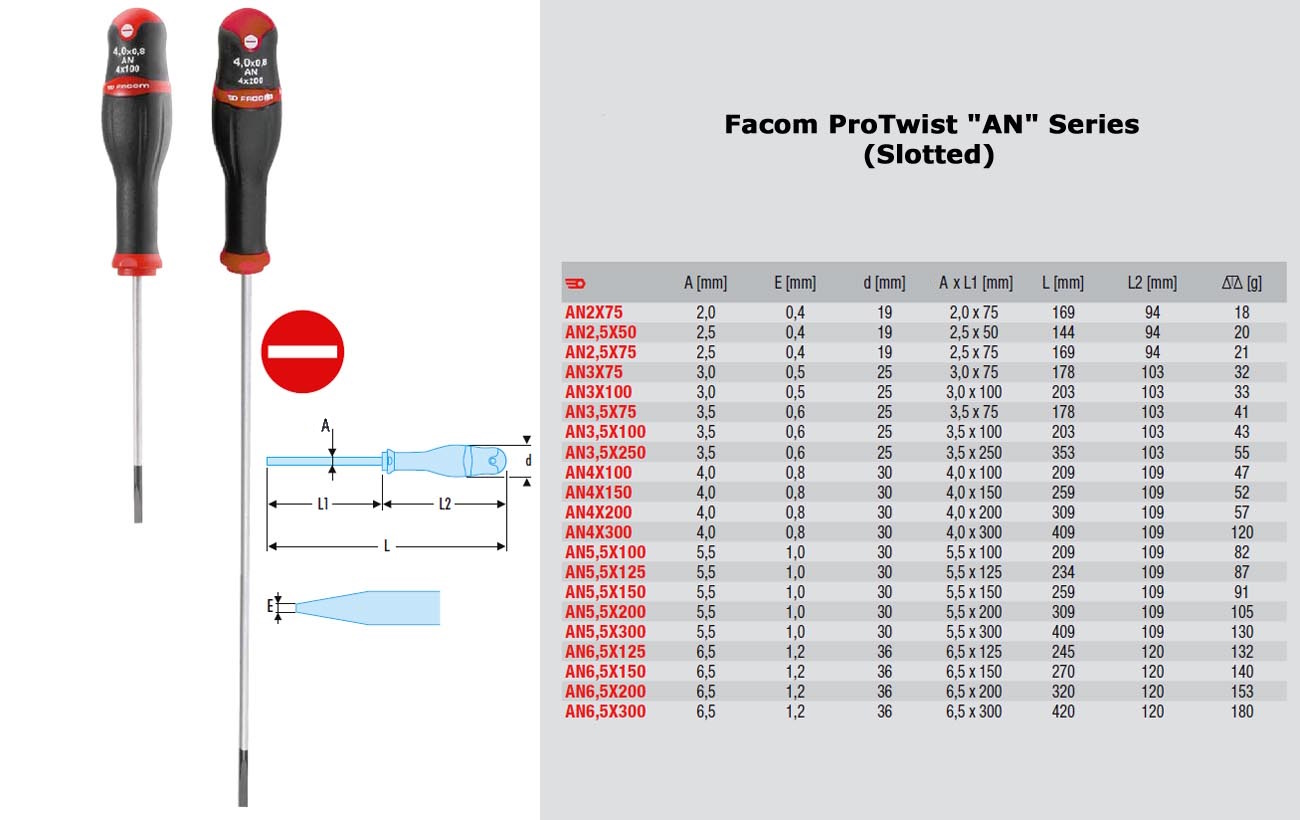 4,0x0,8
AN
4x100
FACOM
4,0x0,8
AN
4x200
FACOM
A
d
L1
L2
L
E
Facom ProTwist "AN" Series
(Slotted)
A [mm] E [mm] d [mm] A x L1 [mm] L [mm] L2 [mm] [g]
AN2X75 2,0 0,4 19 2,0 x 75 169 94 18
AN2,5X50 2,5 0,4 19 2,5 x 50 144 94 20
AN2,5X75 2,5 0,4 19 2,5 x 75 169 94 21
AN3X75 3,0 0,5 25 3,0 x 75 178 103 32
AN3X100 3,0 0,5 25 3,0 x 100 203 103 33
AN3,5X75 3,5 0,6 25 3,5 x 75 178 103 41
AN3,5X100 3,5 0,6 25 3,5 x 100 203 103 43
AN3,5X250 3,5 0,6 25 3,5 x 250 353 103 55
AN4X100 4,0 0,8 30 4,0 x 100 209 109 47
AN4X150 4,0 0,8 30 4,0 x 150 259 109 52
AN4X200 4,0 0,8 30 4,0 x 200 309 109 57
AN4X300 4,0 0,8 30 4,0 x 300 409 109 120
AN5,5X100 5,5 1,0 30 5,5 x 100 209 109 82
AN5,5X125 5,5 1,0 30 5,5 x 125 234 109 87
AN5,5X150 5,5 1,0 30 5,5 x 150 259 109 91
AN5,5X200 5,5 1,0 30 5,5 x 200 309 109 105
AN5,5X300 5,5 1,0 30 5,5 x 300 409 109 130
AN6,5X125 6,5 1,2 36 6,5 x 125 245 120 132
AN6,5X150 6,5 1,2 36 6,5 x 150 270 120 140
AN6,5X200 6,5 1,2 36 6,5 x 200 320 120 153
AN6,5X300 6,5 1,2 36 6,5 x 300 420 120 180